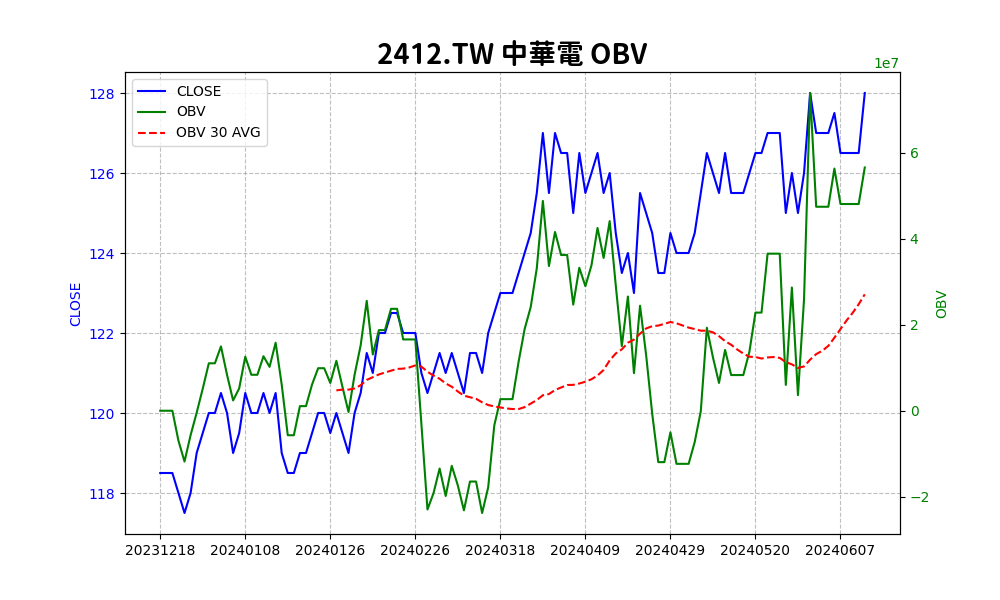 2412.TW 中華電 OBV
1e7
CLOSE
OBV
OBV 30 AVG
128
126
124
122
120
118
CLOSE
6
4
2
0
−2
OBV
20231218 20240108 20240126 20240226 20240318 20240409 20240429 20240520 20240607